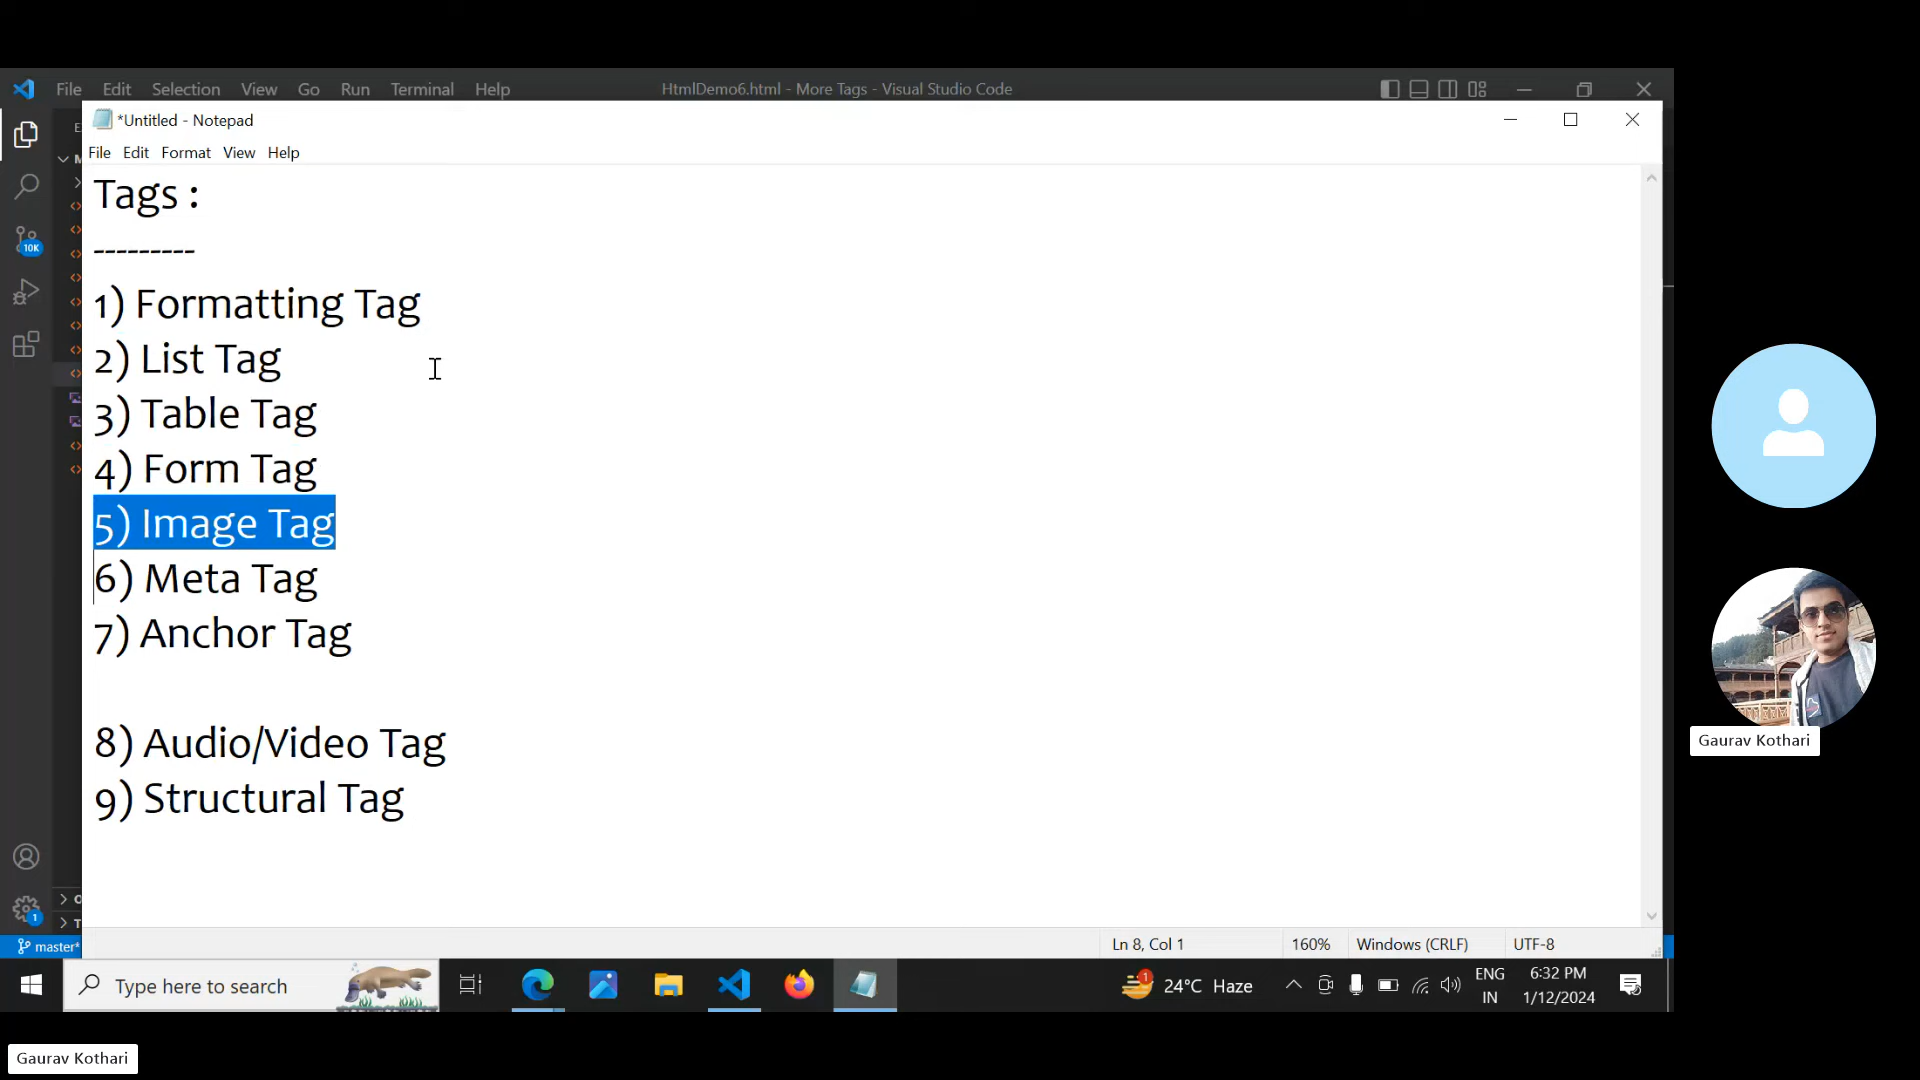 File Edit Selection View Go Run Terminal Help
HtmlDemo6.html - More Tags - Visual Studio Code
*Untitled - Notepad
File Edit Format View Help
Tags :
---------
1) Formatting Tag
2) List Tag
3) Table Tag
4) Form Tag
5) Image Tag
6) Meta Tag
7) Anchor Tag
8) Audio/Video Tag
9) Structural Tag
10K
1
master*
Ln 8, Col 1
160%
Windows (CRLF)
UTF-8
Type here to search
1
24°C Haze
ENG
IN
6:32 PM
1/12/2024
Gaurav Kothari
Gaurav Kothari